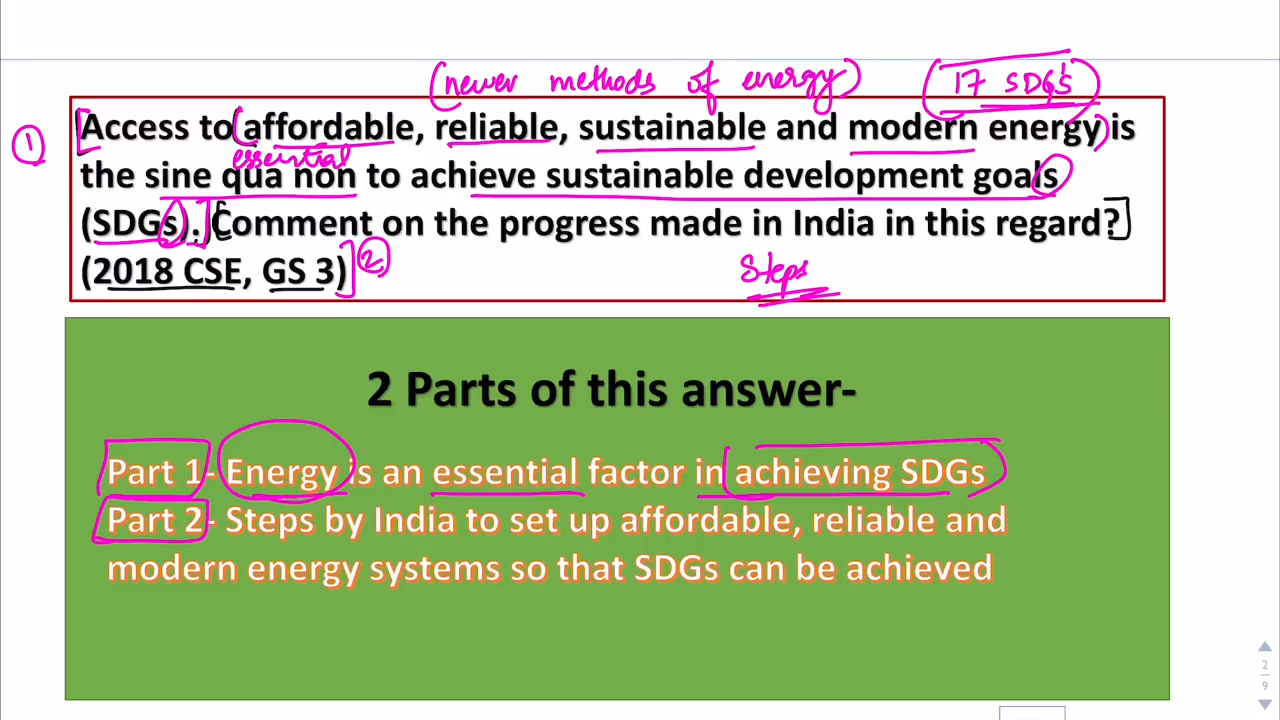 (newer methods of energy)
(17 SDG's)
①
Access to (affordable, reliable, sustainable and modern energy) is
essential
the sine qua non to achieve sustainable development goals
(SDGs). Comment on the progress made in India in this regard?
(2018 CSE, GS 3)
②
Steps
2 Parts of this answer-
Part 1- Energy is an essential factor in achieving SDGs
Part 2- Steps by India to set up affordable, reliable and
modern energy systems so that SDGs can be achieved
2
9